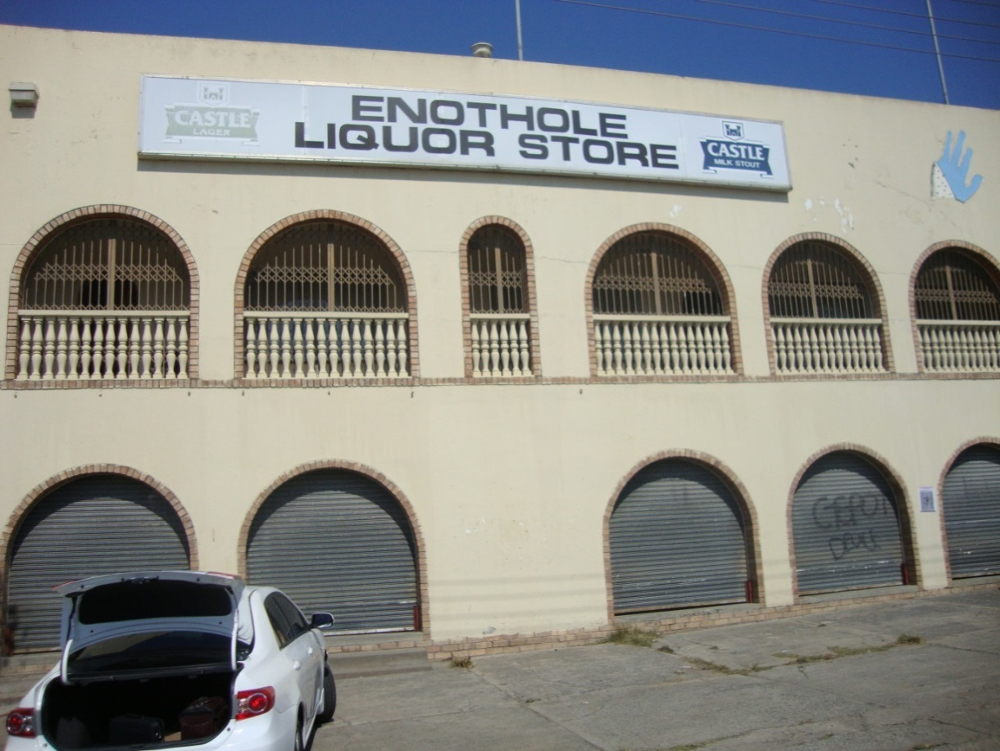 CASTLE
LAGER
ENOTHOLE
LIQUOR STORE
CASTLE
MILK STOUT